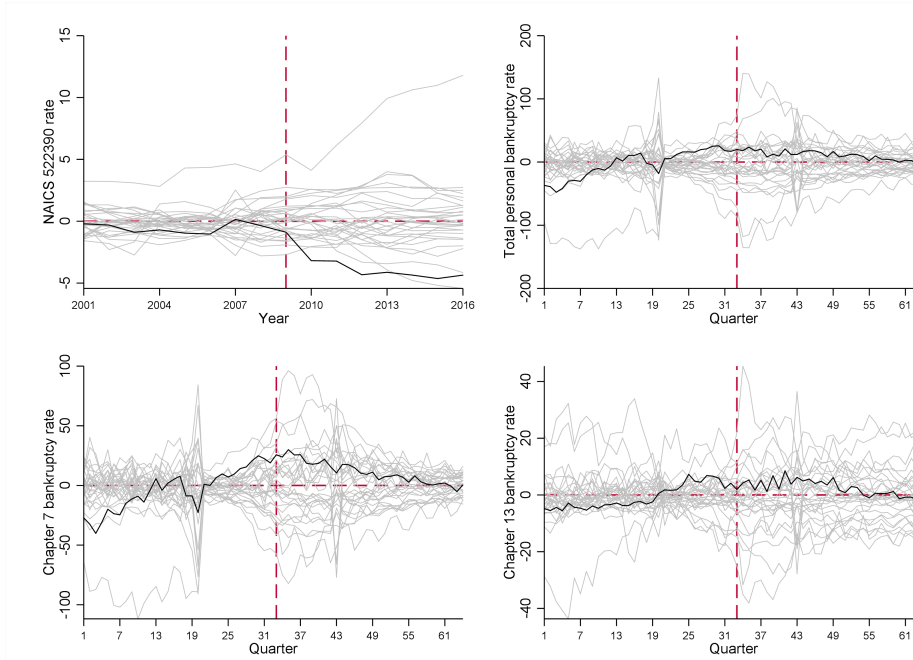 NAICS 522390 rate
15
10
5
0
-5
2001 2004 2007 2010 2013 2016
Year
Total personal bankruptcy rate
200
100
0
-100
-200
1 7 13 19 25 31 37 43 49 55 61
Quarter
Chapter 7 bankruptcy rate
100
50
0
-50
-100
1 7 13 19 25 31 37 43 49 55 61
Quarter
Chapter 13 bankruptcy rate
40
20
0
-20
-40
1 7 13 19 25 31 37 43 49 55 61
Quarter